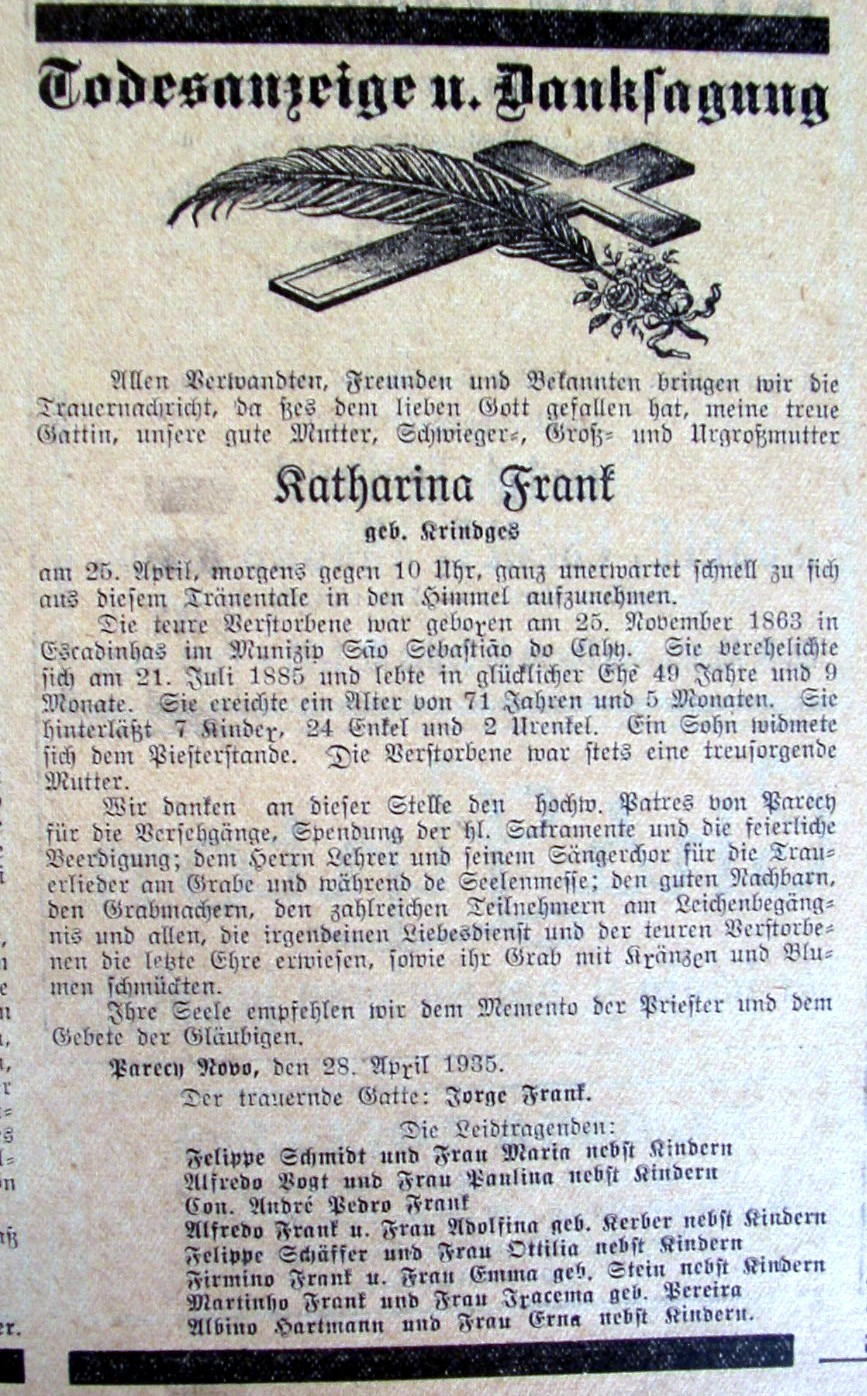 Todesanzeige u. Danksagung
Allen Verwandten, Freunden und Bekannten bringen wir die
Trauernachricht, da ßes dem lieben Gott gefallen hat, meine treue
Gattin, unsere gute Mutter, Schwieger-, Groß- und Urgroßmutter
Katharina Frank
geb. Krindges
am 25. April, morgens gegen 10 Uhr, ganz unerwartet schnell zu sich
aus diesem Tränentale in den Himmel aufzunehmen.
Die teure Verstorbene war geboren am 25. November 1863 in
Escadinhas im Munizip São Sebastião do Cahy. Sie verehelichte
sich am 21. Juli 1885 und lebte in glücklicher Ehe 49 Jahre und 9
Monate. Sie ereichte ein Alter von 71 Jahren und 5 Monaten. Sie
hinterläßt 7 Kinder, 24 Enkel und 2 Urenkel. Ein Sohn widmete
sich dem Piesterstande. Die Verstorbene war stets eine treusorgende
Mutter.
Wir danken an dieser Stelle den hochw. Patres von Parecy
für die Versehgänge, Spendung der hl. Sakramente und die feierliche
Beerdigung; dem Herrn Lehrer und seinem Sängerchor für die Trau-
erlieder am Grabe und während de Seelenmesse; den guten Nachbarn,
den Grabmachern, den zahlreichen Teilnehmern am Leichenbegäng-
nis und allen, die irgendeinen Liebesdienst und der teuren Verstorbe-
nen die letzte Ehre erwiesen, sowie ihr Grab mit Kränzen und Blu-
men schmückten.
Ihre Seele empfehlen wir dem Memento der Priester und dem
Gebete der Gläubigen.
Parecy Novo, den 28. April 1935.
Der trauernde Gatte: Jorge Frank.
Die Leidtragenden:
Felippe Schmidt und Frau Maria nebst Kindern
Alfredo Vogt und Frau Paulina nebst Kindern
Con. André Pedro Frank
Alfredo Frank u. Frau Adolfina geb. Kerber nebst Kindern
Felippe Schäffer und Frau Ottilia nebst Kindern
Firmino Frank u. Frau Emma geb. Stein nebst Kindern
Martinho Frank und Frau Iracema geb. Pereira
Albino Hartmann und Frau Erna nebst Kindern.